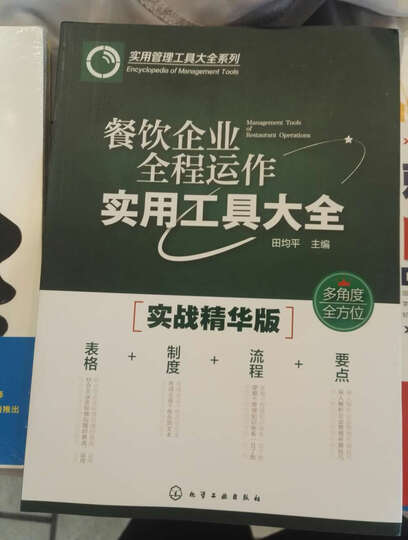 实用管理工具大全系列
Encyclopedia of Management Tools
Management Tools
of
Restaurant Operations
餐饮企业
全程运作
实用工具大全
田均平 主编
多角度
全方位
[实战精华版]
表格 + 制度 + 流程 + 要点
化学工业出版社
推出